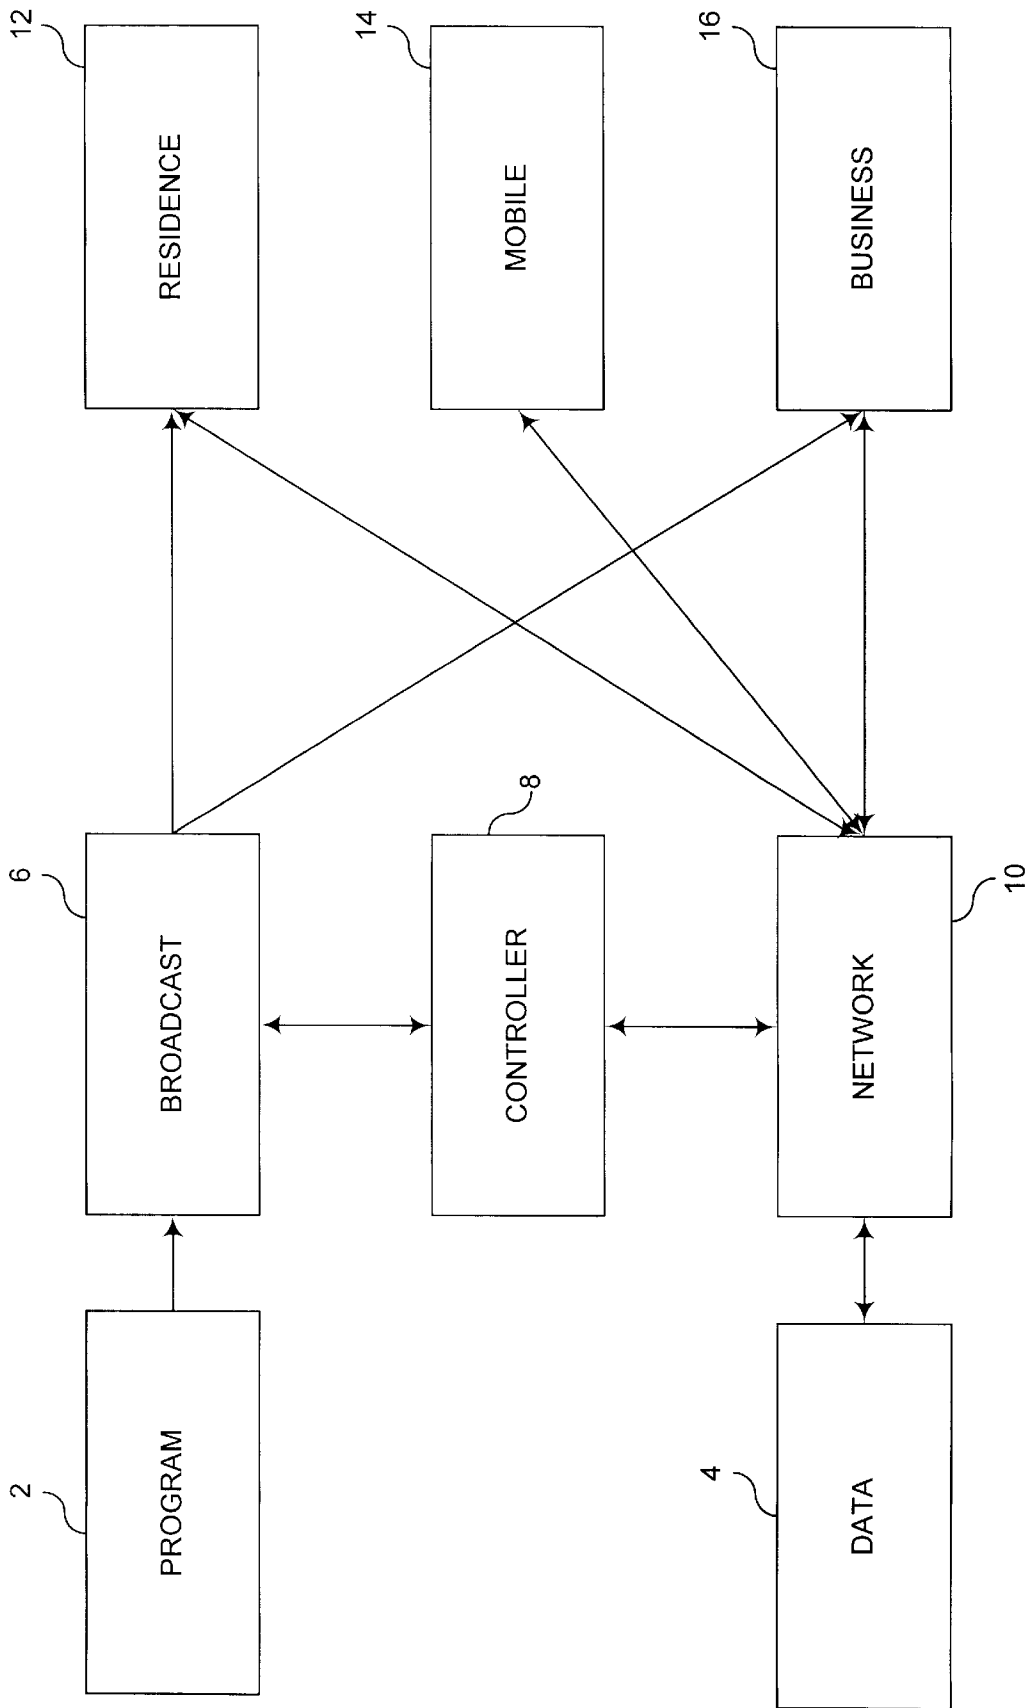 2
PROGRAM
6
BROADCAST
12
RESIDENCE
8
CONTROLLER
14
MOBILE
4
DATA
10
NETWORK
16
BUSINESS